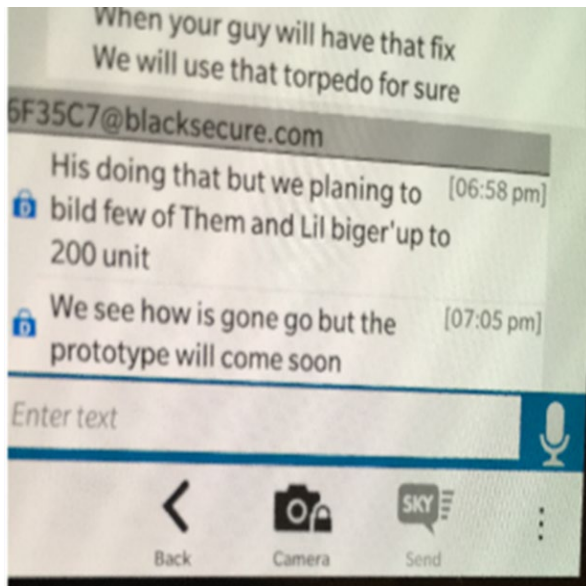 When your guy will have that fix
We will use that torpedo for sure
6F35C7@blacksecure.com
His doing that but we planing to [06:58 pm]
bild few of Them and Lil biger'up to
200 unit
We see how is gone go but the [07:05 pm]
prototype will come soon
Enter text
SKY
Back Camera Send